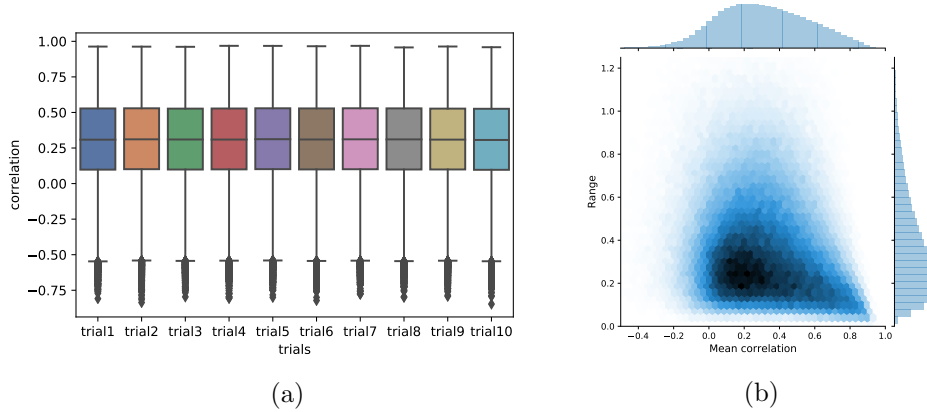 1.00
0.75
0.50
0.25
0.00
−0.25
−0.50
−0.75
correlation
trial1 trial2 trial3 trial4 trial5 trial6 trial7 trial8 trial9 trial10
trials
(a)
1.2
1.0
0.8
0.6
0.4
0.2
0.0
Range
−0.4 −0.2 0.0 0.2 0.4 0.6 0.8 1.0
Mean correlation
(b)